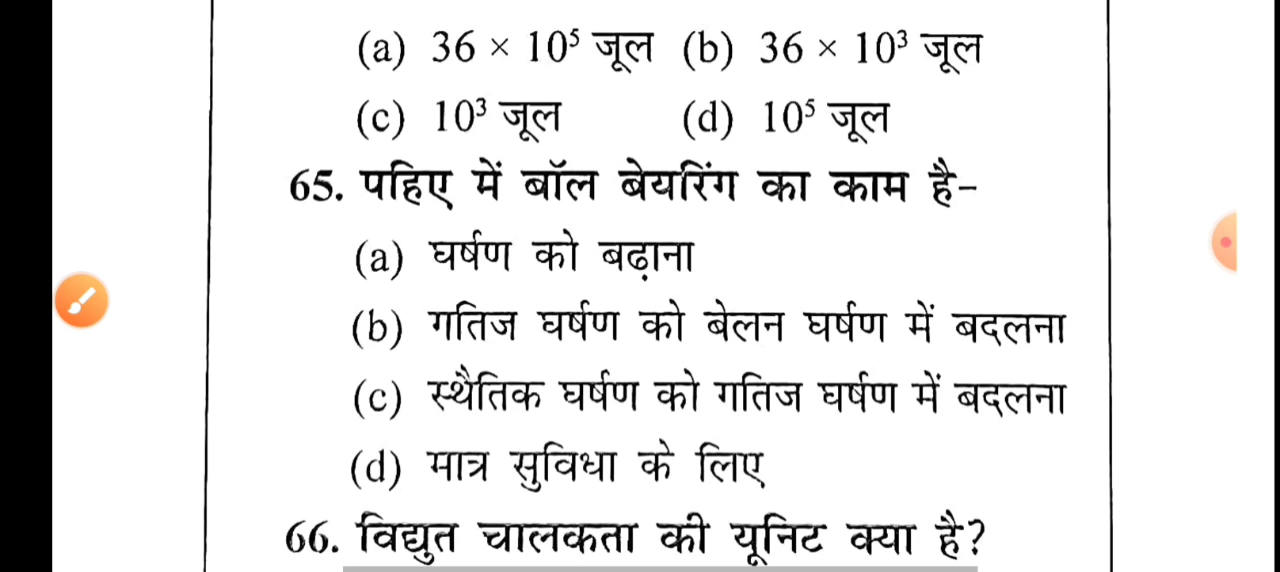 (a) 36 × 10⁵ जूल (b) 36 × 10³ जूल
(c) 10³ जूल (d) 10⁵ जूल
65. पहिए में बॉल बेयरिंग का काम है-
(a) घर्षण को बढ़ाना
(b) गतिज घर्षण को बेलन घर्षण में बदलना
(c) स्थैतिक घर्षण को गतिज घर्षण में बदलना
(d) मात्र सुविधा के लिए
66. विद्युत चालकता की यूनिट क्या है?